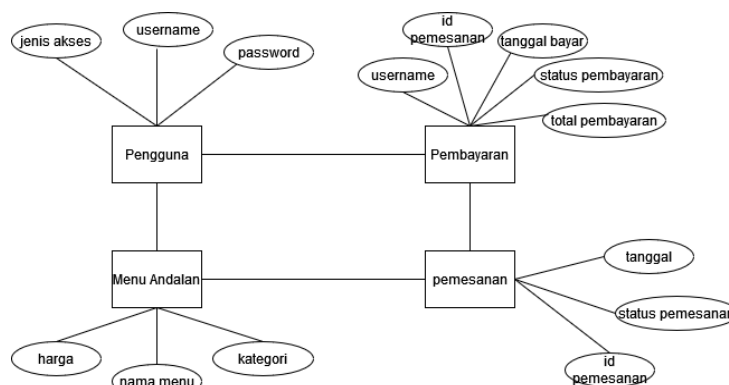 jenis akses
username
password
id
pemesanan
tanggal bayar
username
status pembayaran
total pembayaran
Pengguna
Pembayaran
Menu Andalan
pemesanan
tanggal
status pemesanan
id
pemesanan
harga
nama menu
kategori